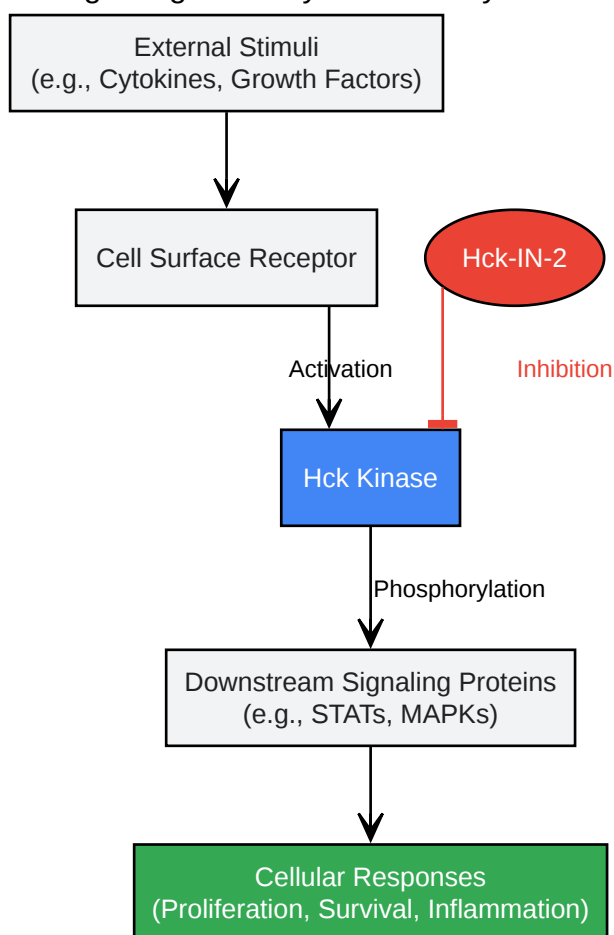 External Stimuli
(e.g., Cytokines, Growth Factors)
Cell Surface Receptor
Hck-IN-2
Activation
Inhibition
Hck Kinase
Phosphorylation
Downstream Signaling Proteins
(e.g., STATs, MAPKs)
Cellular Responses
(Proliferation, Survival, Inflammation)